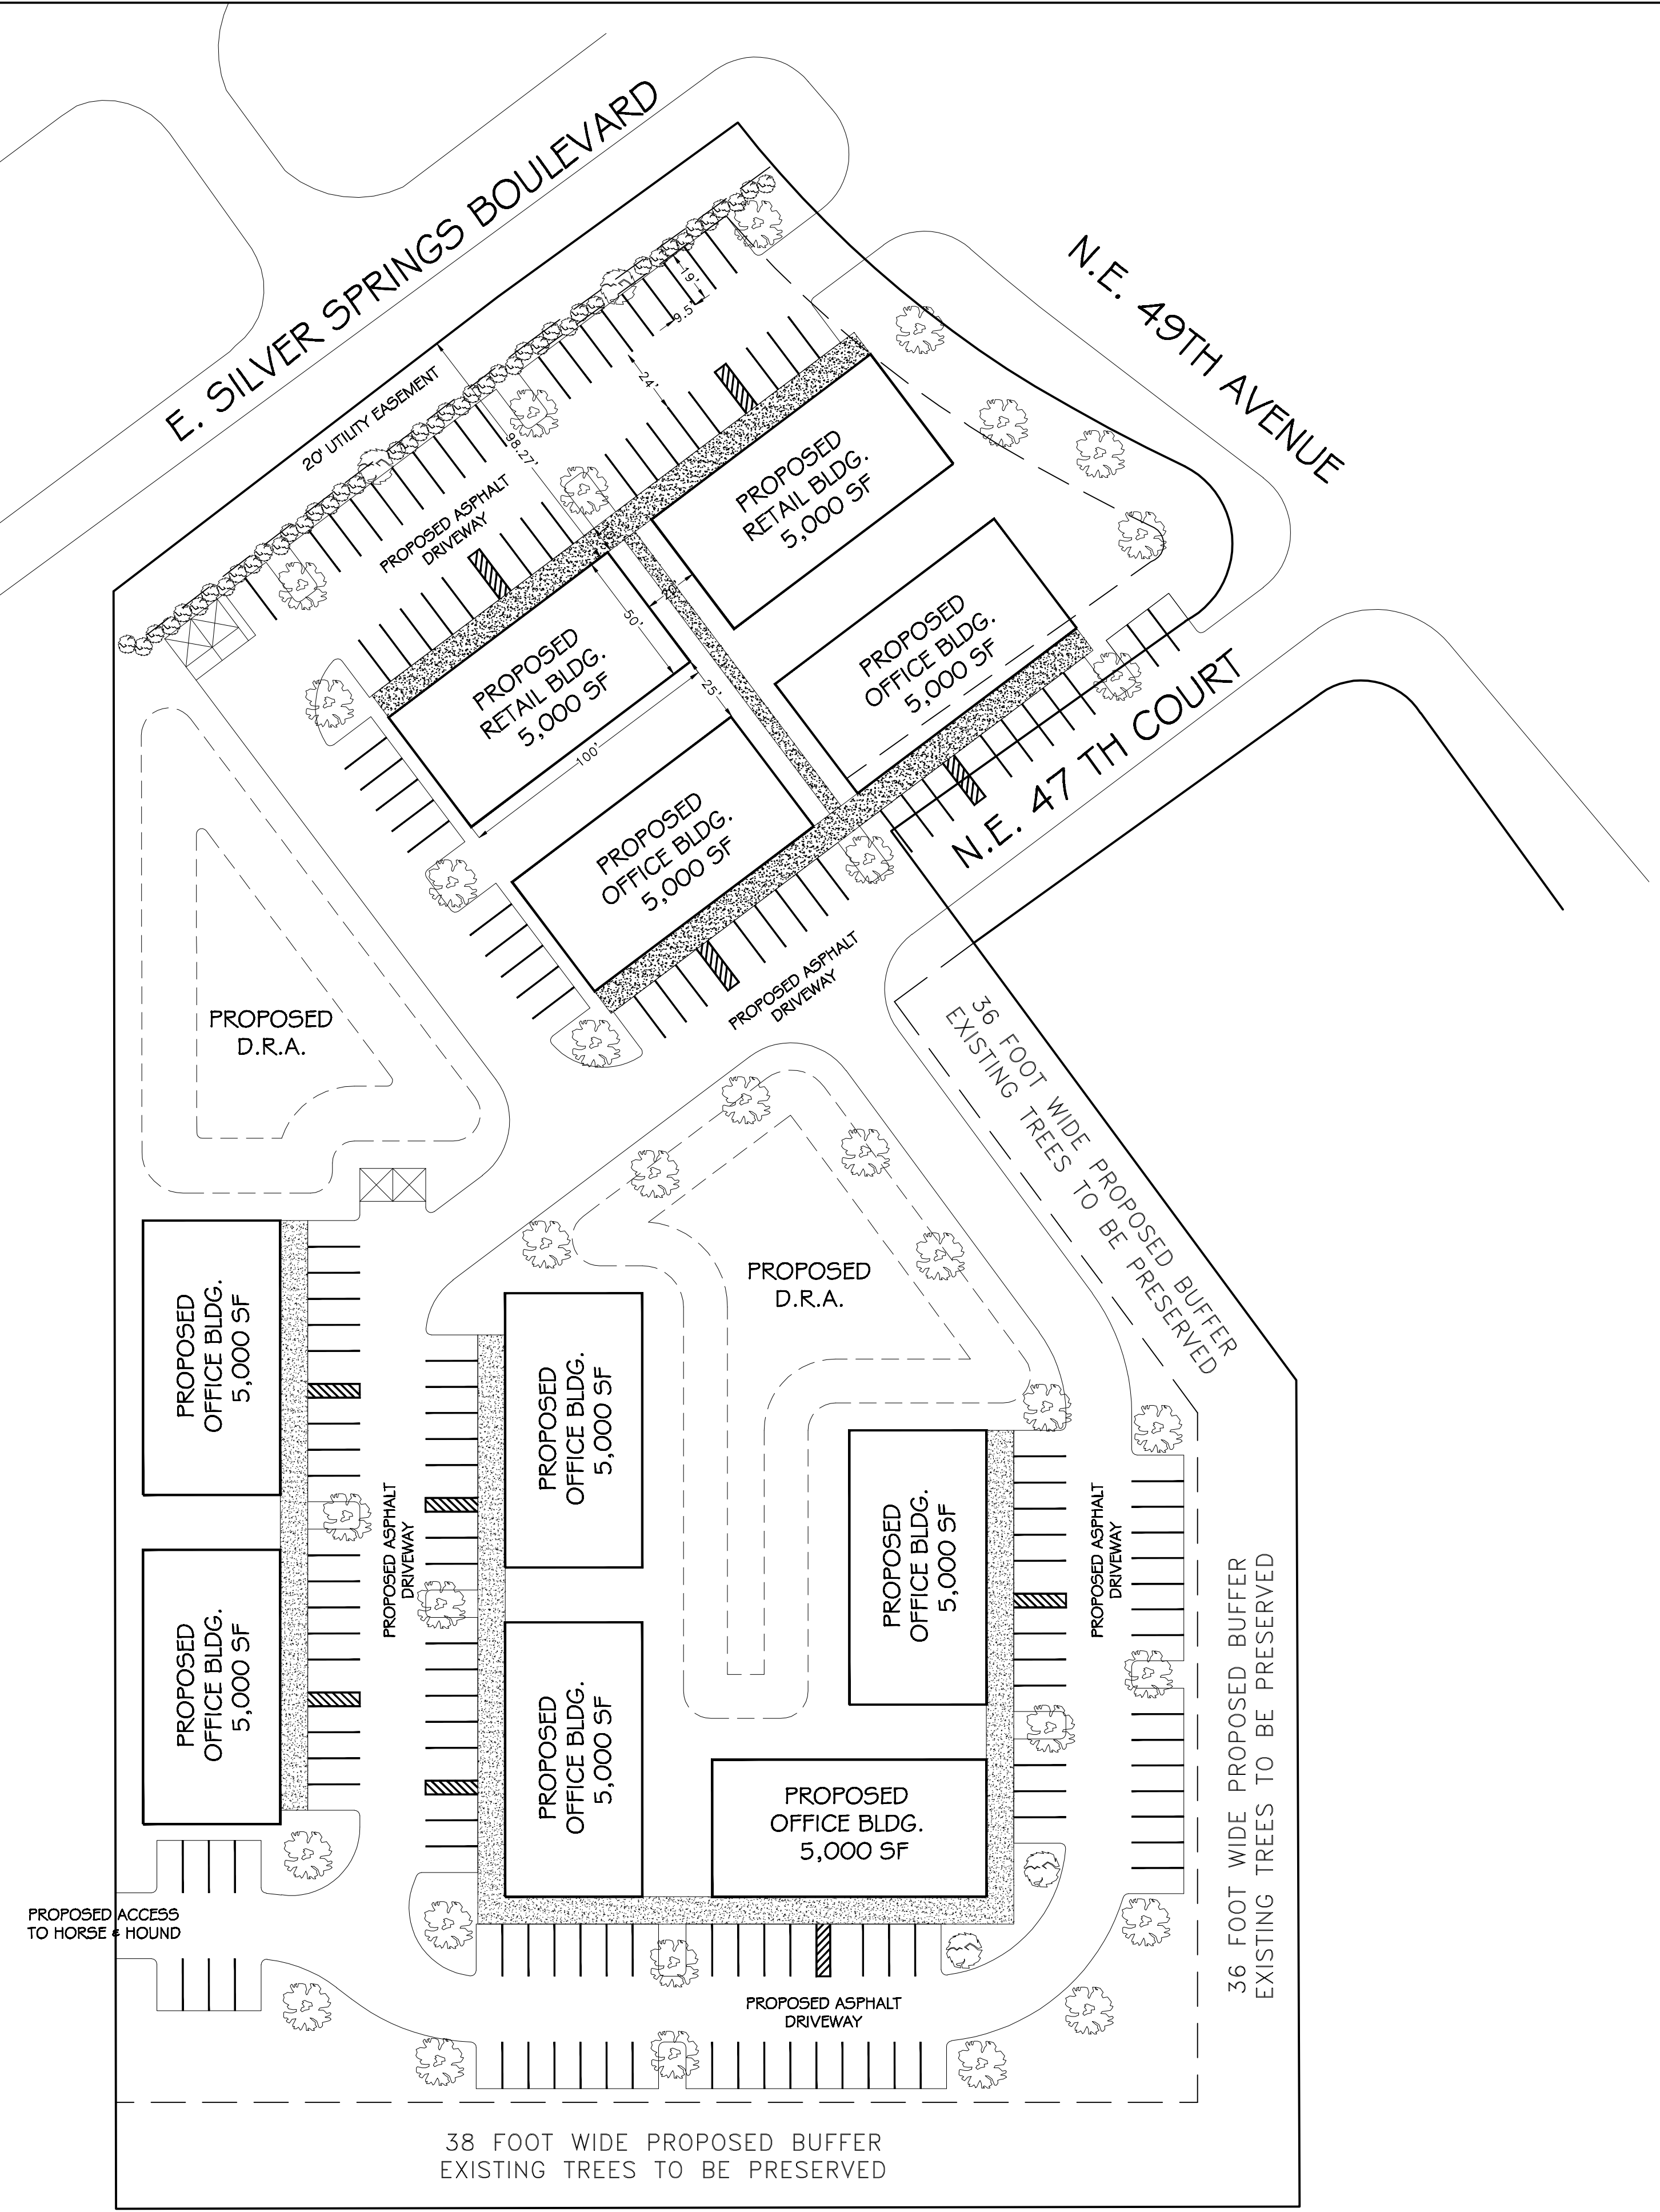 E. SILVER SPRINGS BOULEVARD
N.E. 49TH AVENUE
20' UTILITY EASEMENT
19'
9.5'
24'
98.27'
PROPOSED ASPHALT
DRIVEWAY
PROPOSED
RETAIL BLDG.
5,000 SF
PROPOSED
RETAIL BLDG.
5,000 SF
50'
25'
100'
PROPOSED
OFFICE BLDG.
5,000 SF
PROPOSED
OFFICE BLDG.
5,000 SF
N.E. 47 TH COURT
PROPOSED ASPHALT
DRIVEWAY
PROPOSED
D.R.A.
36 FOOT WIDE PROPOSED BUFFER
EXISTING TREES TO BE PRESERVED
PROPOSED
D.R.A.
PROPOSED
OFFICE BLDG.
5,000 SF
PROPOSED
OFFICE BLDG.
5,000 SF
PROPOSED
OFFICE BLDG.
5,000 SF
PROPOSED ASPHALT
DRIVEWAY
PROPOSED ASPHALT
DRIVEWAY
PROPOSED
OFFICE BLDG.
5,000 SF
PROPOSED
OFFICE BLDG.
5,000 SF
PROPOSED
OFFICE BLDG.
5,000 SF
36 FOOT WIDE PROPOSED BUFFER
EXISTING TREES TO BE PRESERVED
PROPOSED ACCESS
TO HORSE & HOUND
PROPOSED ASPHALT
DRIVEWAY
38 FOOT WIDE PROPOSED BUFFER
EXISTING TREES TO BE PRESERVED